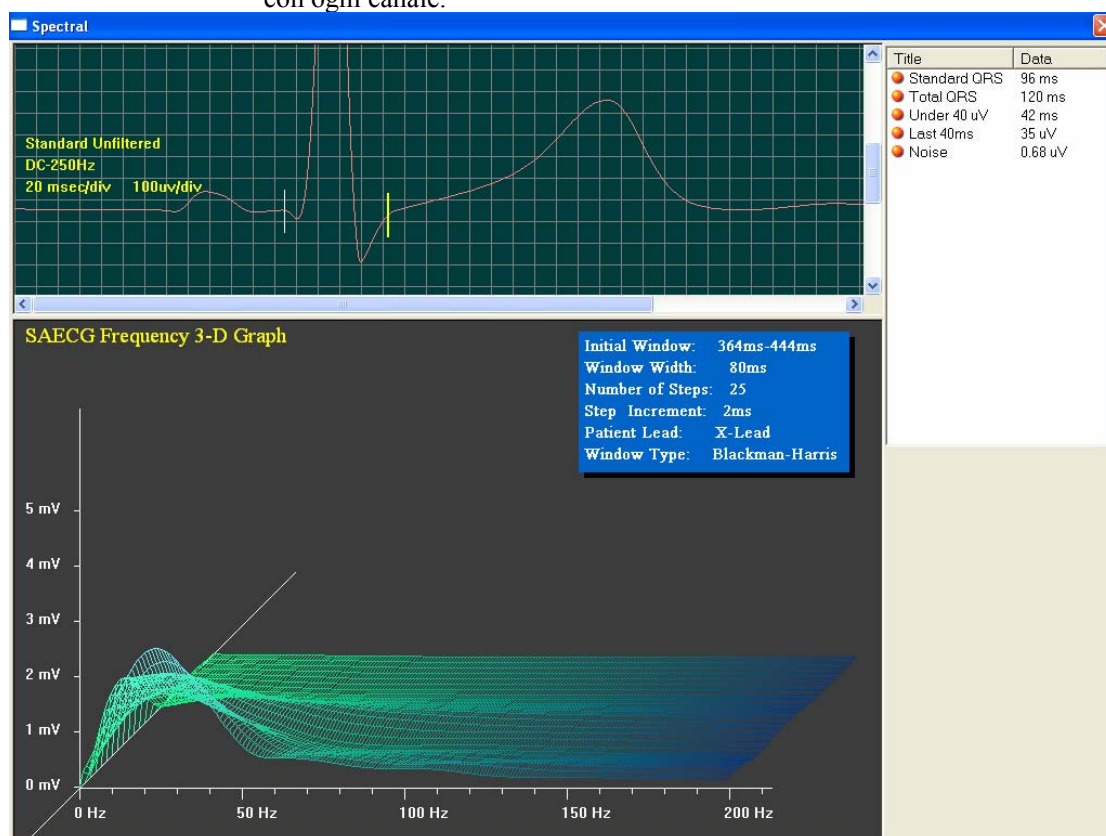 con ogni canale.
Spectral
Standard Unfiltered
DC-250Hz
20 msec/div 100uv/div
Title Data
Standard QRS 96 ms
Total QRS 120 ms
Under 40 uV 42 ms
Last 40ms 35 uV
Noise 0.68 uV
SAECG Frequency 3-D Graph
Initial Window: 364ms-444ms
Window Width: 80ms
Number of Steps: 25
Step Increment: 2ms
Patient Lead: X-Lead
Window Type: Blackman-Harris
5 mV
4 mV
3 mV
2 mV
1 mV
0 mV
0 Hz 50 Hz 100 Hz 150 Hz 200 Hz